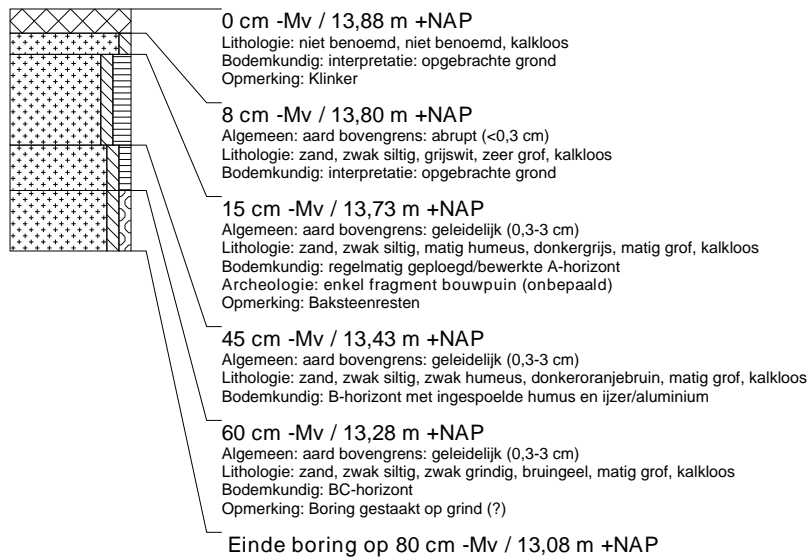 0 cm -Mv / 13,88 m +NAP
Lithologie: niet benoemd, niet benoemd, kalkloos
Bodemkundig: interpretatie: opgebrachte grond
Opmerking: Klinker
8 cm -Mv / 13,80 m +NAP
Algemeen: aard bovengrens: abrupt (<0,3 cm)
Lithologie: zand, zwak siltig, grijswit, zeer grof, kalkloos
Bodemkundig: interpretatie: opgebrachte grond
15 cm -Mv / 13,73 m +NAP
Algemeen: aard bovengrens: geleidelijk (0,3-3 cm)
Lithologie: zand, zwak siltig, matig humeus, donkergrijs, matig grof, kalkloos
Bodemkundig: regelmatig geploegd/bewerkte A-horizont
Archeologie: enkel fragment bouwpuin (onbepaald)
Opmerking: Baksteenresten
45 cm -Mv / 13,43 m +NAP
Algemeen: aard bovengrens: geleidelijk (0,3-3 cm)
Lithologie: zand, zwak siltig, zwak humeus, donkeroranjebruin, matig grof, kalkloos
Bodemkundig: B-horizont met ingespoelde humus en ijzer/aluminium
60 cm -Mv / 13,28 m +NAP
Algemeen: aard bovengrens: geleidelijk (0,3-3 cm)
Lithologie: zand, zwak siltig, zwak grindig, bruingeel, matig grof, kalkloos
Bodemkundig: BC-horizont
Opmerking: Boring gestaakt op grind (?)
Einde boring op 80 cm -Mv / 13,08 m +NAP